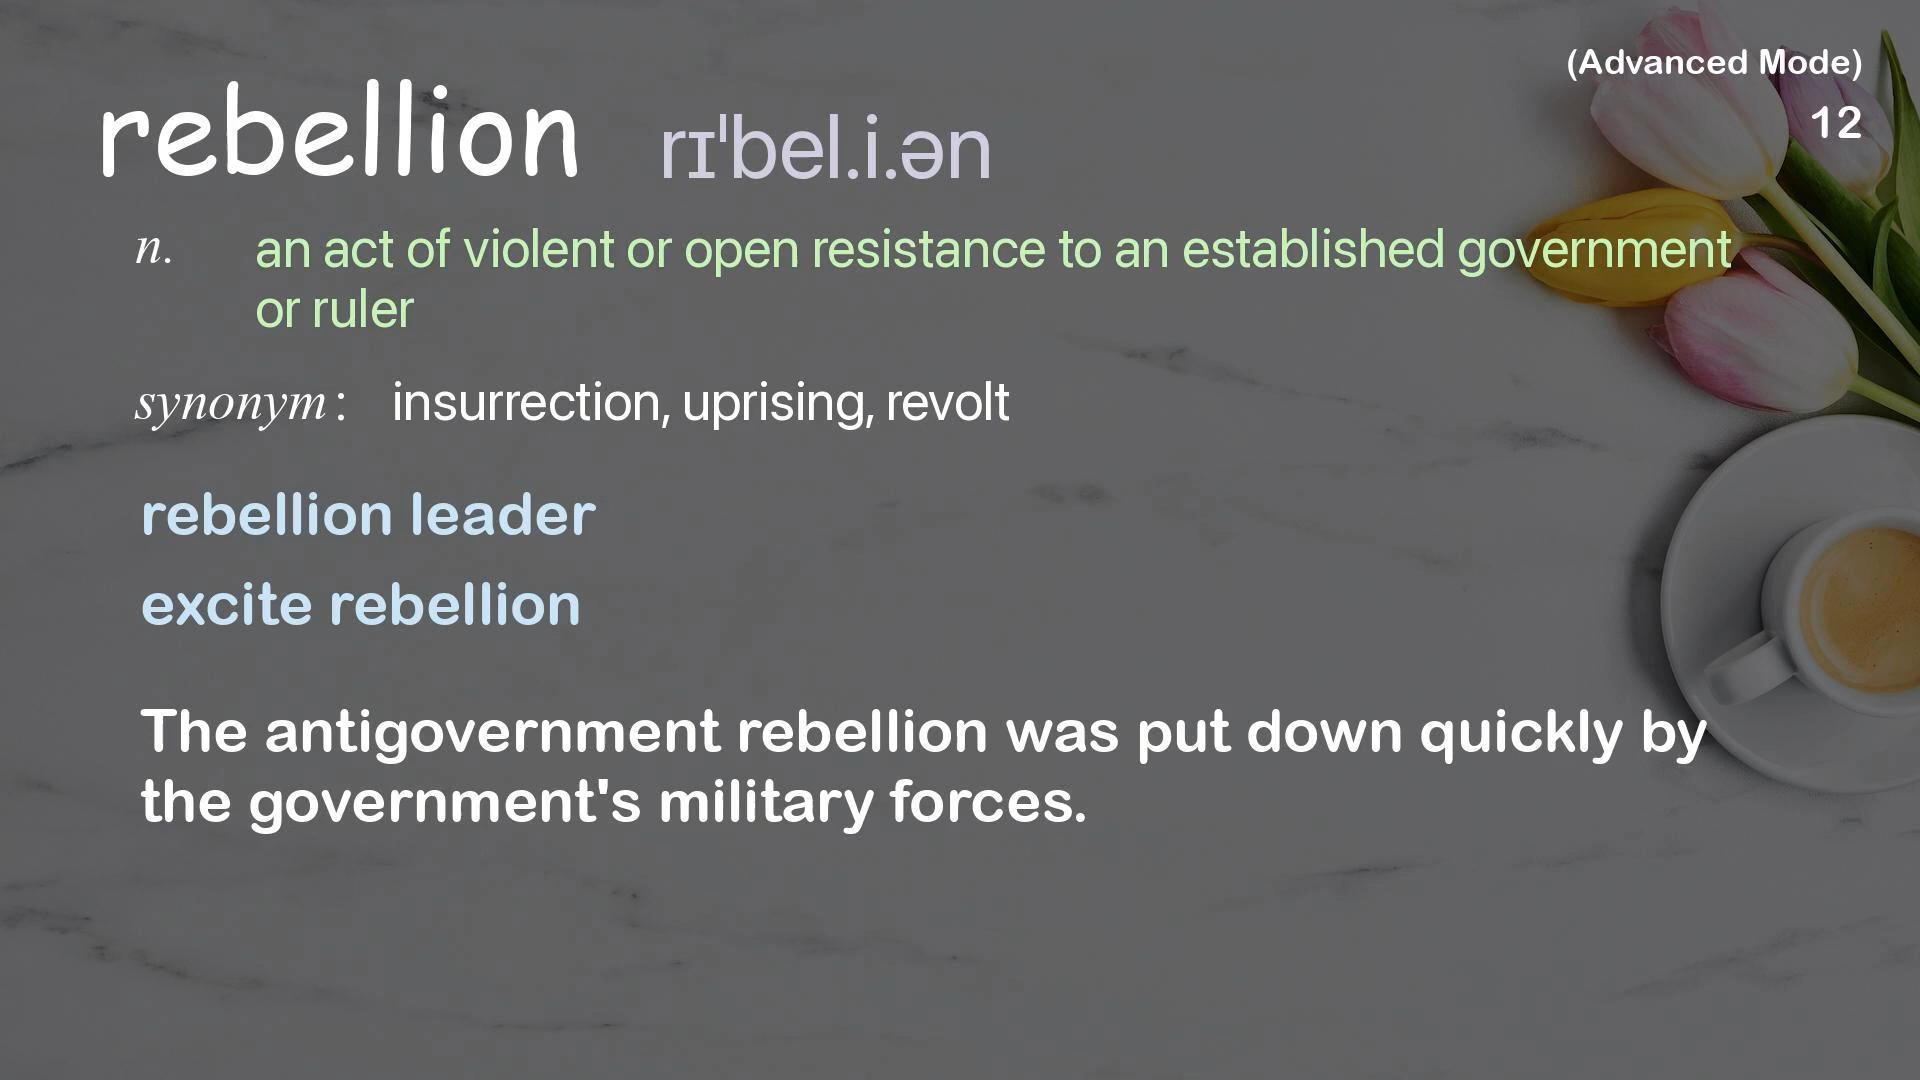 (Advanced Mode)
12
rebellion rɪ'bel.i.ən
n. an act of violent or open resistance to an established government
or ruler
synonym : insurrection, uprising, revolt
rebellion leader
excite rebellion
The antigovernment rebellion was put down quickly by
the government's military forces.